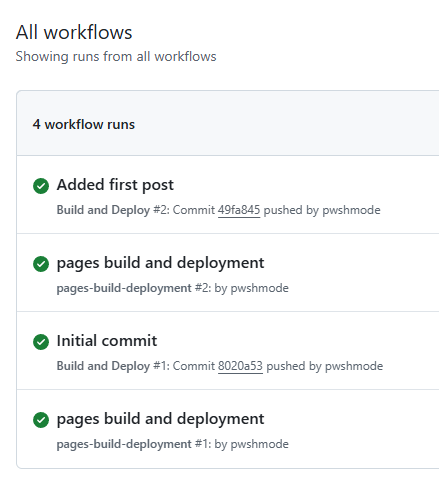 All workflows
Showing runs from all workflows
4 workflow runs
Added first post
Build and Deploy #2: Commit 49fa845 pushed by pwshmode
pages build and deployment
pages-build-deployment #2: by pwshmode
Initial commit
Build and Deploy #1: Commit 8020a53 pushed by pwshmode
pages build and deployment
pages-build-deployment #1: by pwshmode